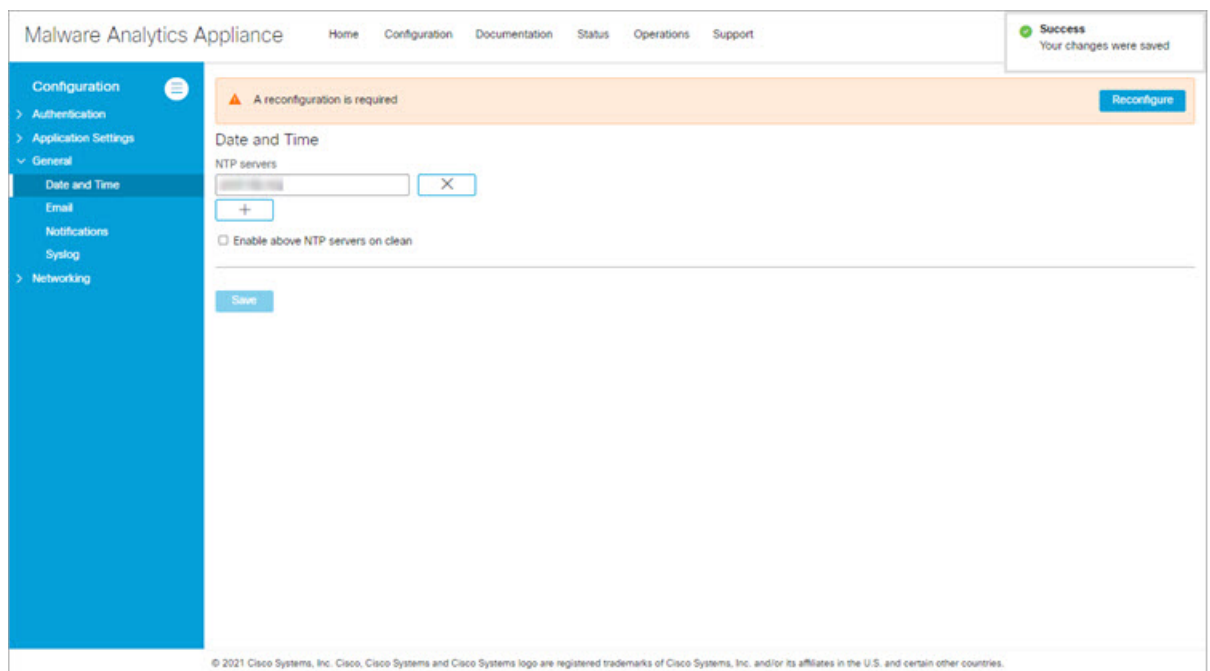 Malware Analytics Appliance
Home Configuration Documentation Status Operations Support
Success
Your changes were saved
Configuration
Authentication
Application Settings
General
Date and Time
Email
Notifications
Syslog
Networking
A reconfiguration is required
Reconfigure
Date and Time
NTP servers
Enable above NTP servers on clean
Save
© 2021 Cisco Systems, Inc. Cisco, Cisco Systems and Cisco Systems logo are registered trademarks of Cisco Systems, Inc. and/or its affiliates in the U.S. and certain other countries.